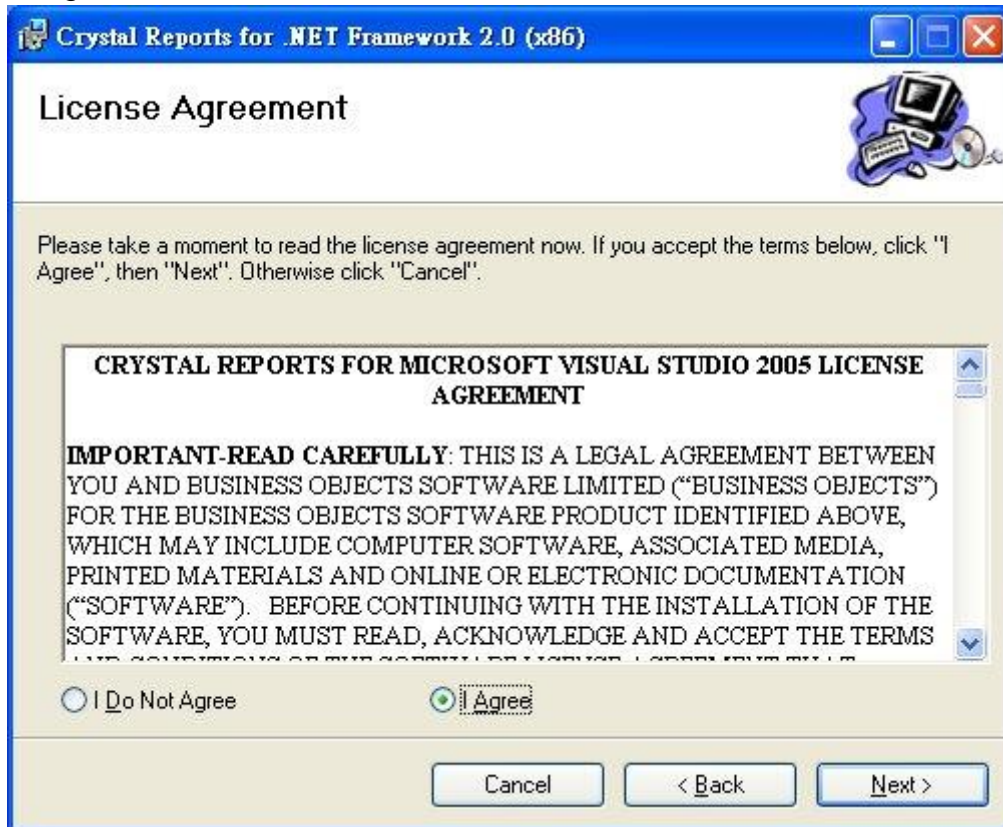 Crystal Reports for .NET Framework 2.0 (x86)
License Agreement
Please take a moment to read the license agreement now. If you accept the terms below, click "I
Agree", then "Next". Otherwise click "Cancel".
CRYSTAL REPORTS FOR MICROSOFT VISUAL STUDIO 2005 LICENSE
AGREEMENT
IMPORTANT-READ CAREFULLY: THIS IS A LEGAL AGREEMENT BETWEEN
YOU AND BUSINESS OBJECTS SOFTWARE LIMITED (“BUSINESS OBJECTS”)
FOR THE BUSINESS OBJECTS SOFTWARE PRODUCT IDENTIFIED ABOVE,
WHICH MAY INCLUDE COMPUTER SOFTWARE, ASSOCIATED MEDIA,
PRINTED MATERIALS AND ONLINE OR ELECTRONIC DOCUMENTATION
(“SOFTWARE”). BEFORE CONTINUING WITH THE INSTALLATION OF THE
SOFTWARE, YOU MUST READ, ACKNOWLEDGE AND ACCEPT THE TERMS
I Do Not Agree I Agree
Cancel < Back Next >